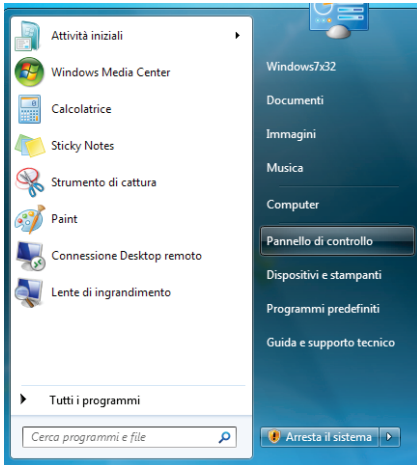 Attività iniziali
Windows Media Center
Calcolatrice
Sticky Notes
Strumento di cattura
Paint
Connessione Desktop remoto
Lente di ingrandimento
Tutti i programmi
Cerca programmi e file
Windows7x32
Documenti
Immagini
Musica
Computer
Pannello di controllo
Dispositivi e stampanti
Programmi predefiniti
Guida e supporto tecnico
Arresta il sistema